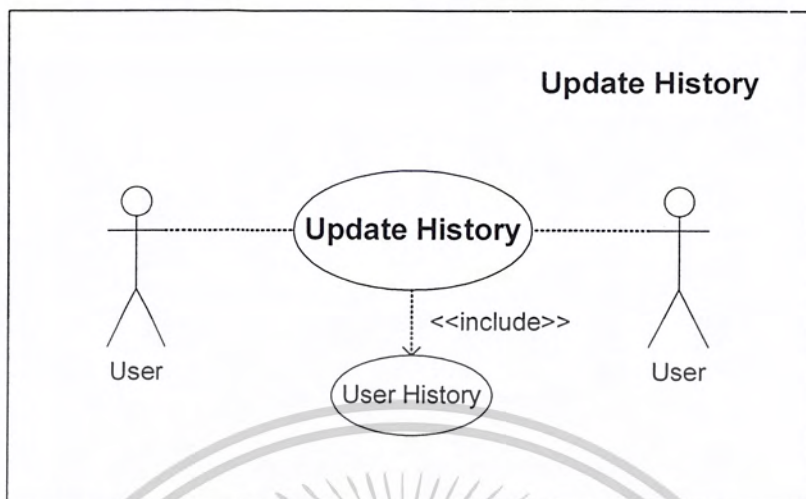 Update History
Update History
<<include>>
User
User
User History